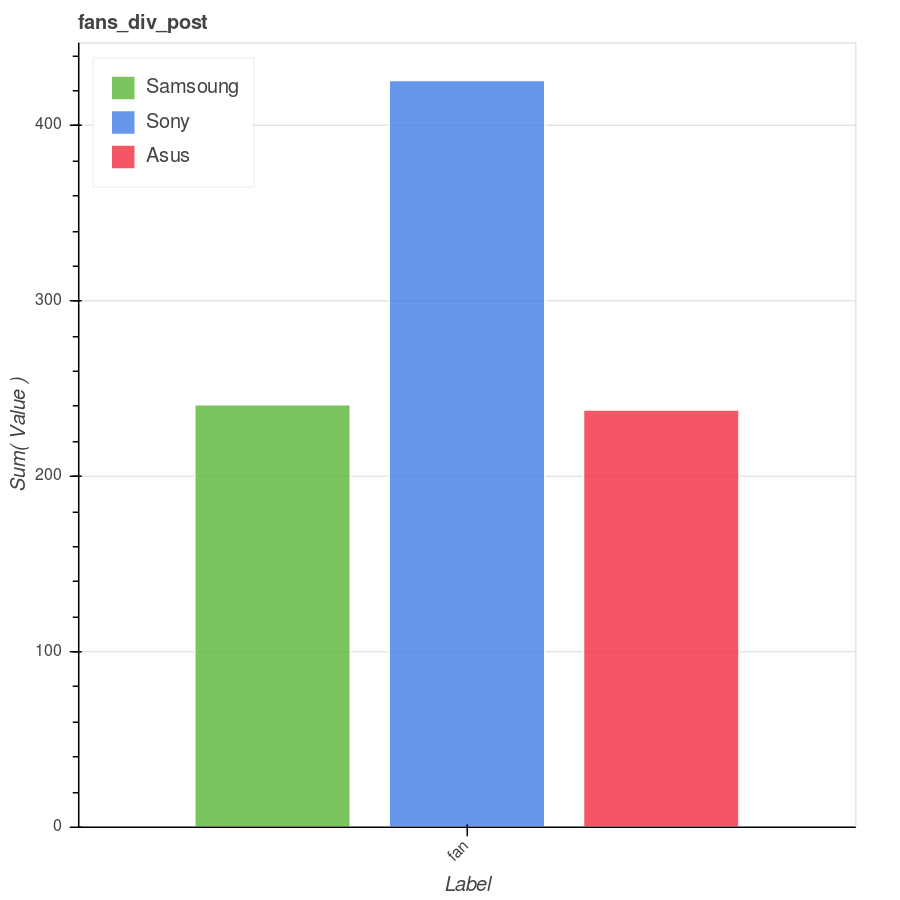 fans_div_post
Samsoung
Sony
Asus
400
300
200
100
0
Sum( Value )
fan
Label